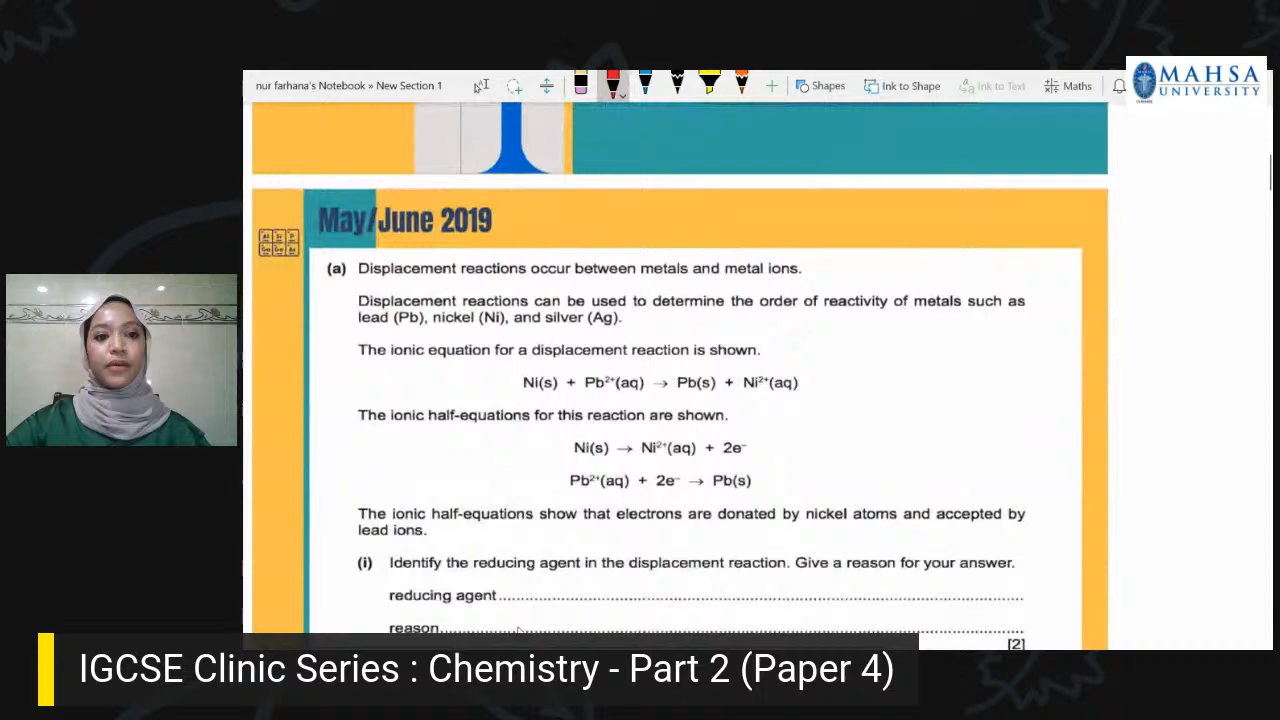 nur farhana's Notebook » New Section 1
Shapes
Ink to Shape
Ink to Text
Maths
MAHSA
UNIVERSITY
May/June 2019
(a) Displacement reactions occur between metals and metal ions.
Displacement reactions can be used to determine the order of reactivity of metals such as
lead (Pb), nickel (Ni), and silver (Ag).
The ionic equation for a displacement reaction is shown.
Ni(s) + Pb²⁺(aq) → Pb(s) + Ni²⁺(aq)
The ionic half-equations for this reaction are shown.
Ni(s) → Ni²⁺(aq) + 2e⁻
Pb²⁺(aq) + 2e⁻ → Pb(s)
The ionic half-equations show that electrons are donated by nickel atoms and accepted by
lead ions.
(i) Identify the reducing agent in the displacement reaction. Give a reason for your answer.
reducing agent
reason
[2]
IGCSE Clinic Series : Chemistry - Part 2 (Paper 4)